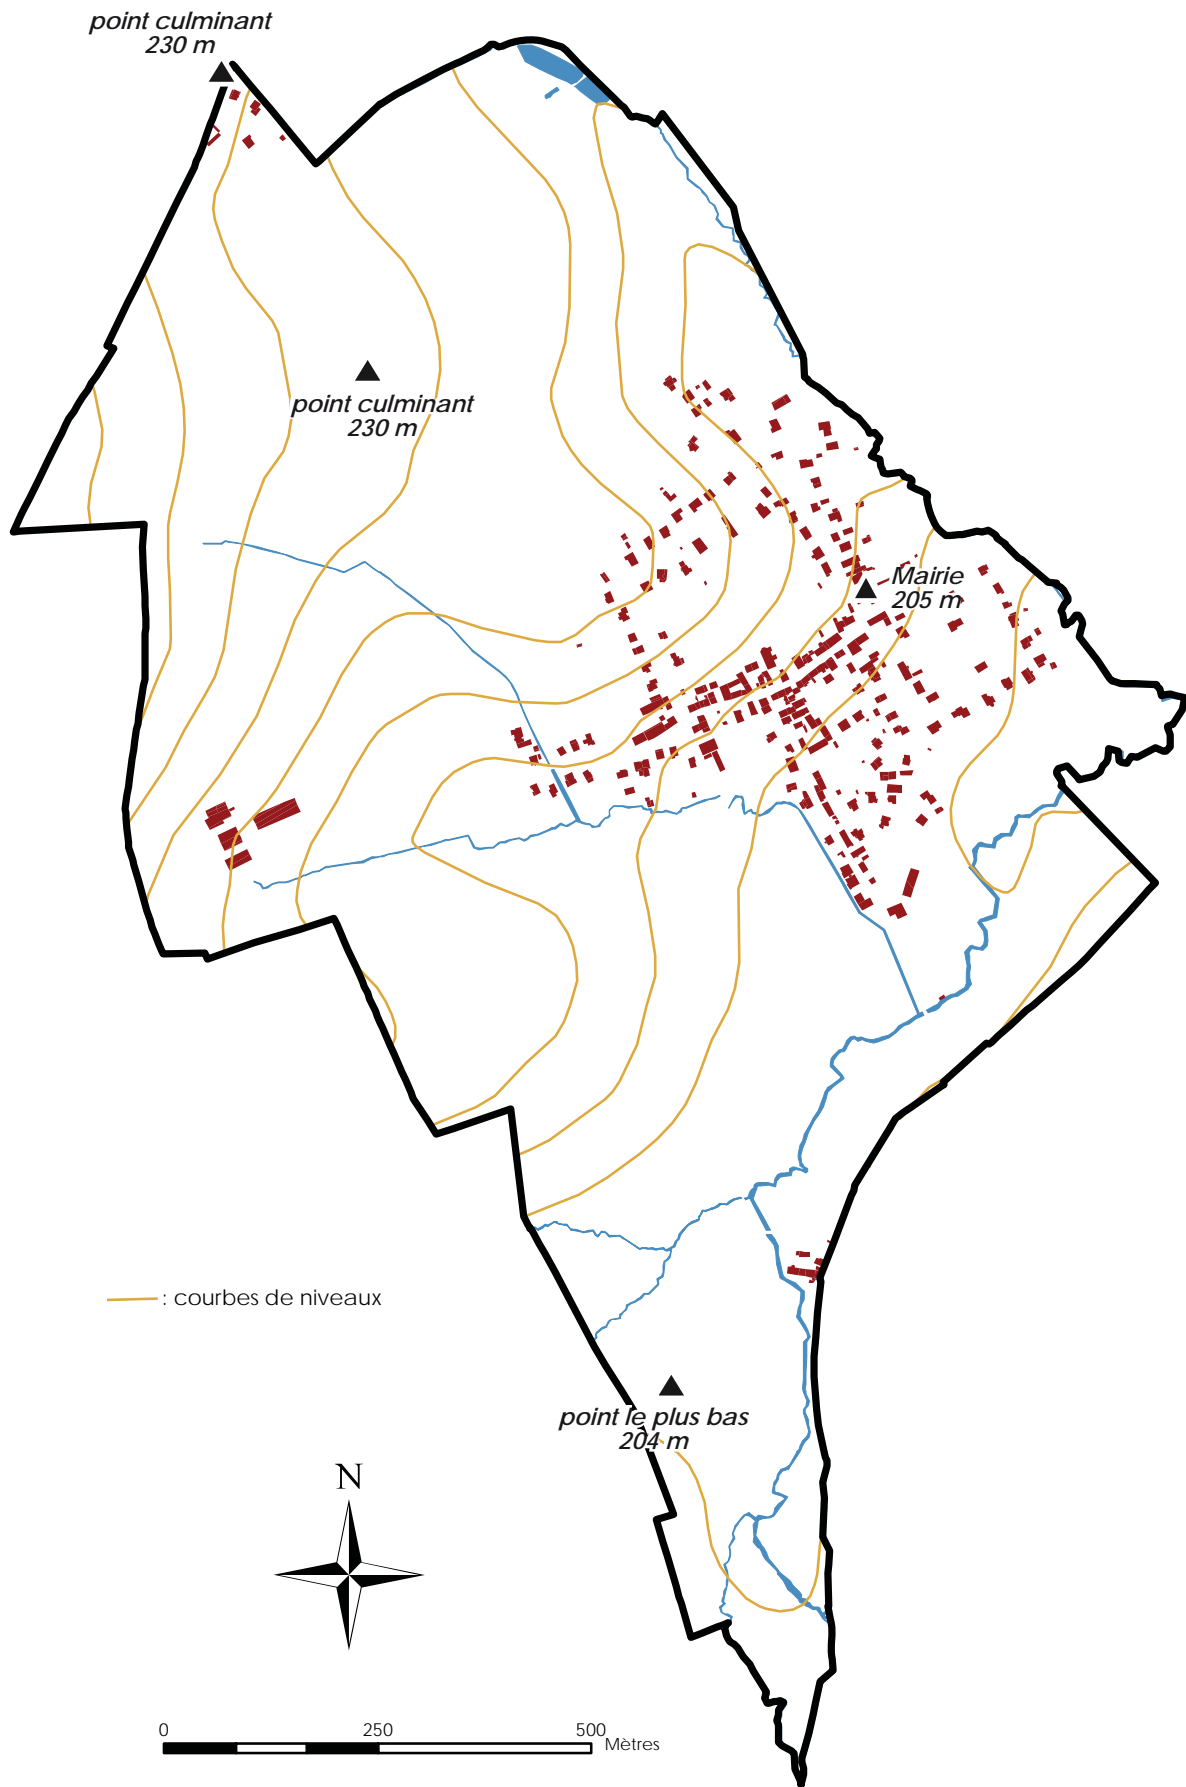 point culminant
230 m
point culminant
230 m
Mairie
205 m
: courbes de niveaux
point le plus bas
204 m
N
0 250 500
Mètres